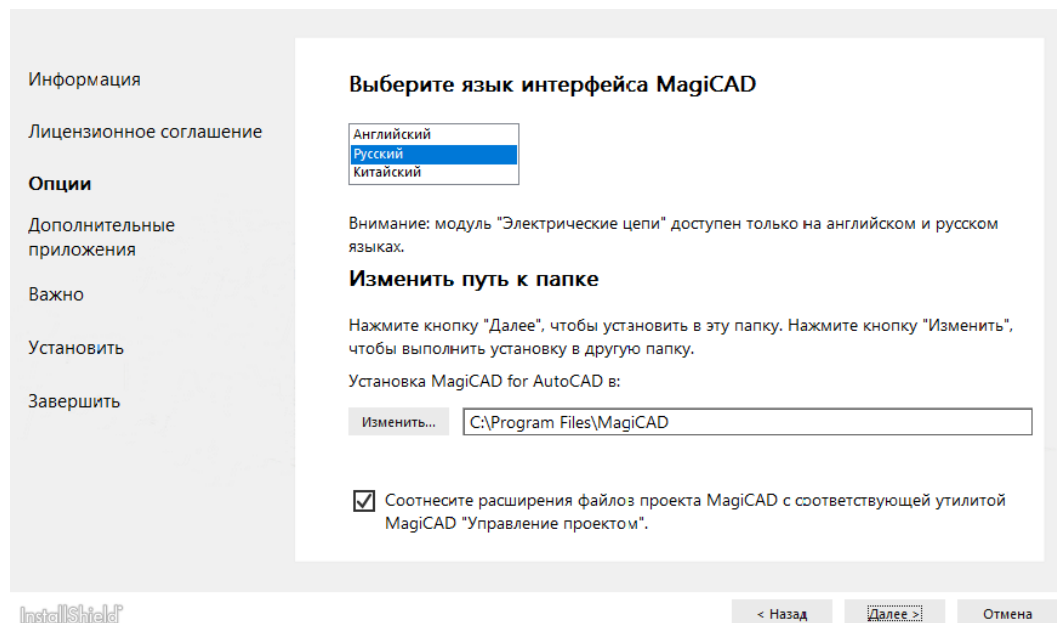 Информация
Лицензионное соглашение
Опции
Дополнительные
приложения
Важно
Установить
Завершить
Выберите язык интерфейса MagiCAD
Английский
Русский
Китайский
Внимание: модуль "Электрические цепи" доступен только на английском и русском
языках.
Изменить путь к папке
Нажмите кнопку "Далее", чтобы установить в эту папку. Нажмите кнопку "Изменить",
чтобы выполнить установку в другую папку.
Установка MagiCAD for AutoCAD в:
Изменить...
C:\Program Files\MagiCAD
Соотнесите расширения файлов проекта MagiCAD с соответствующей утилитой
MagiCAD "Управление проектом".
InstallShield
< Назад
Далее >
Отмена